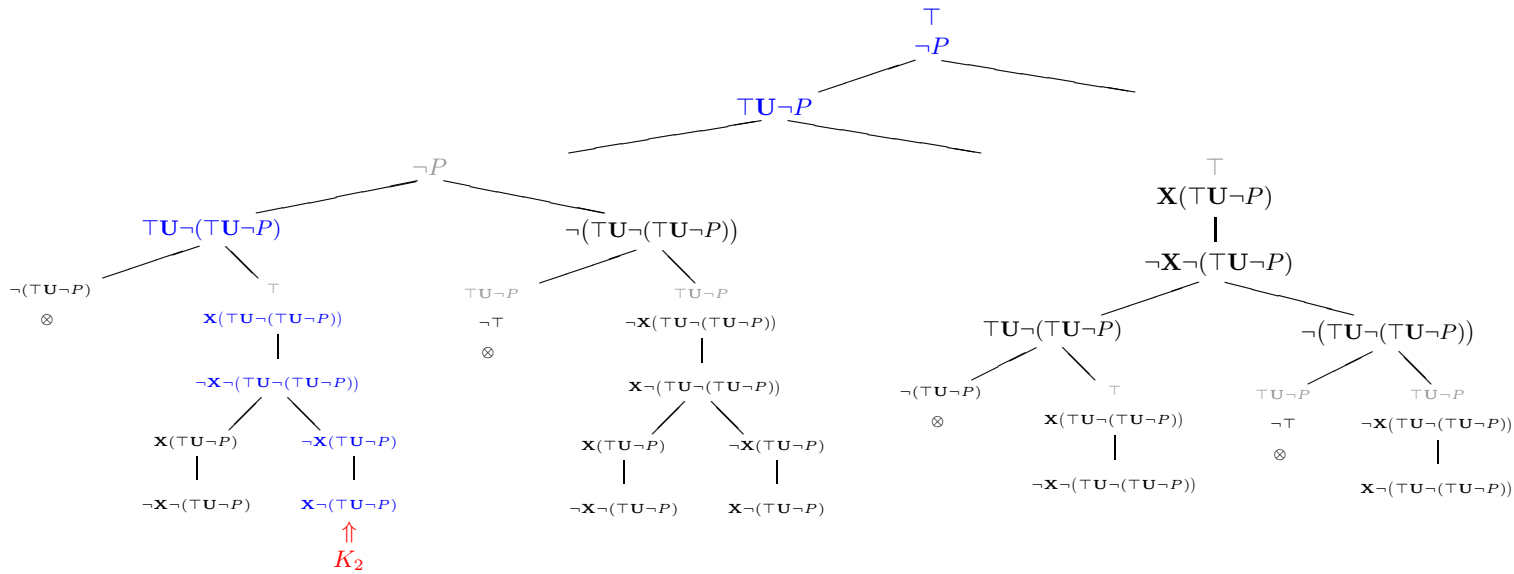 ⊤
¬P
⊤U¬P
¬P
⊤
X(⊤U¬P)
⊤U¬(⊤U¬P)
¬(⊤U¬(⊤U¬P))
¬X¬(⊤U¬P)
¬(⊤U¬P)
⊗
⊤
X(⊤U¬(⊤U¬P))
⊤U¬P
¬⊤
⊗
⊤U¬P
¬X(⊤U¬(⊤U¬P))
⊤U¬(⊤U¬P)
¬(⊤U¬(⊤U¬P))
¬X¬(⊤U¬(⊤U¬P))
X¬(⊤U¬(⊤U¬P))
¬(⊤U¬P)
⊗
⊤
X(⊤U¬(⊤U¬P))
⊤U¬P
¬⊤
⊗
⊤U¬P
¬X(⊤U¬(⊤U¬P))
X(⊤U¬P)
¬X(⊤U¬P)
X(⊤U¬P)
¬X(⊤U¬P)
¬X¬(⊤U¬(⊤U¬P))
X¬(⊤U¬(⊤U¬P))
¬X¬(⊤U¬P)
X¬(⊤U¬P)
¬X¬(⊤U¬P)
X¬(⊤U¬P)
⇑
K₂